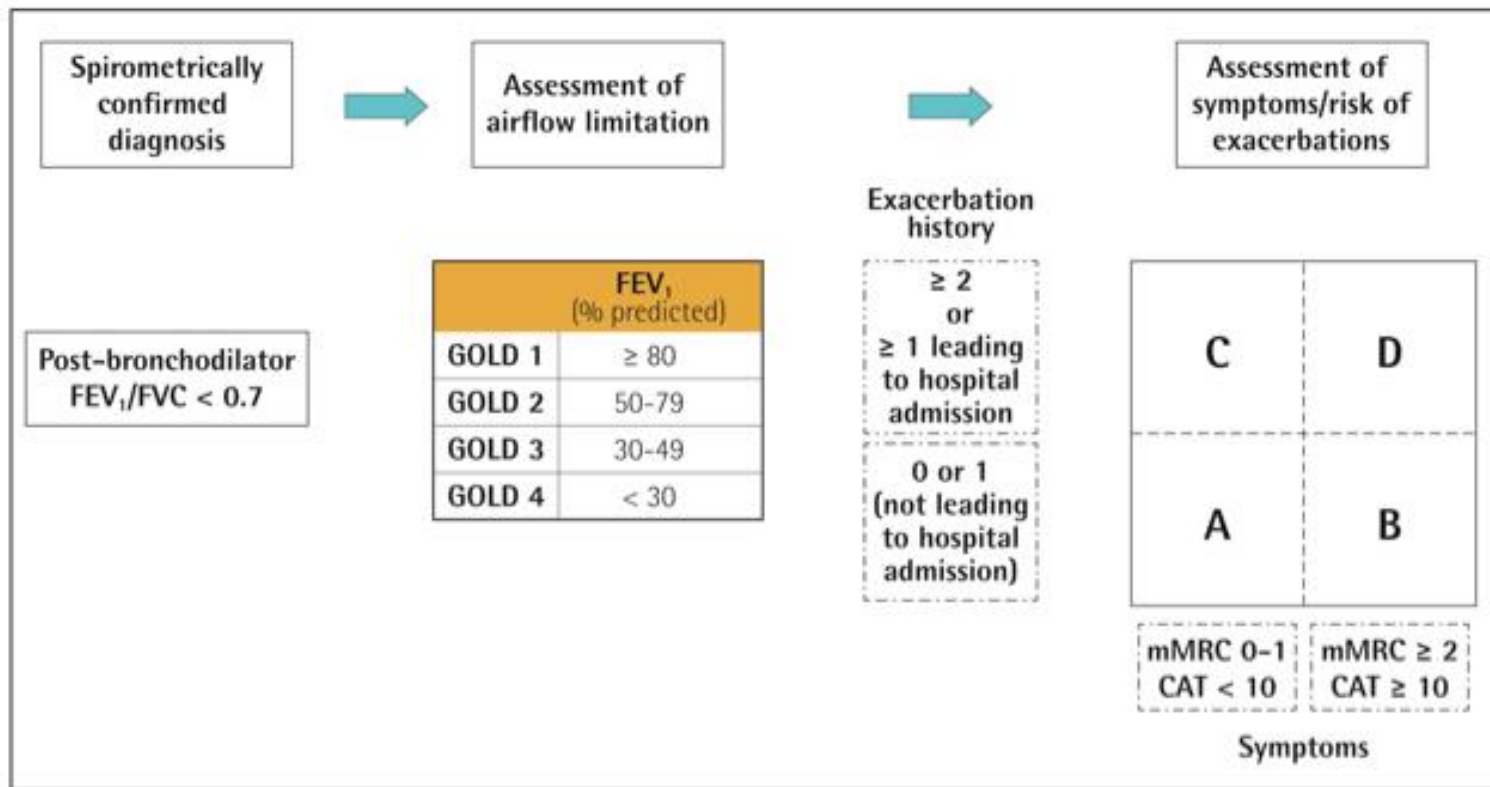 Spirometrically
confirmed
diagnosis
Assessment of
airflow limitation
Assessment of
symptoms/risk of
exacerbations
Post-bronchodilator
FEV₁/FVC < 0.7
FEV₁
(% predicted)
GOLD 1 ≥ 80
GOLD 2 50-79
GOLD 3 30-49
GOLD 4 < 30
Exacerbation
history
≥ 2
or
≥ 1 leading
to hospital
admission
0 or 1
(not leading
to hospital
admission)
C D
A B
mMRC 0-1
CAT < 10
mMRC ≥ 2
CAT ≥ 10
Symptoms